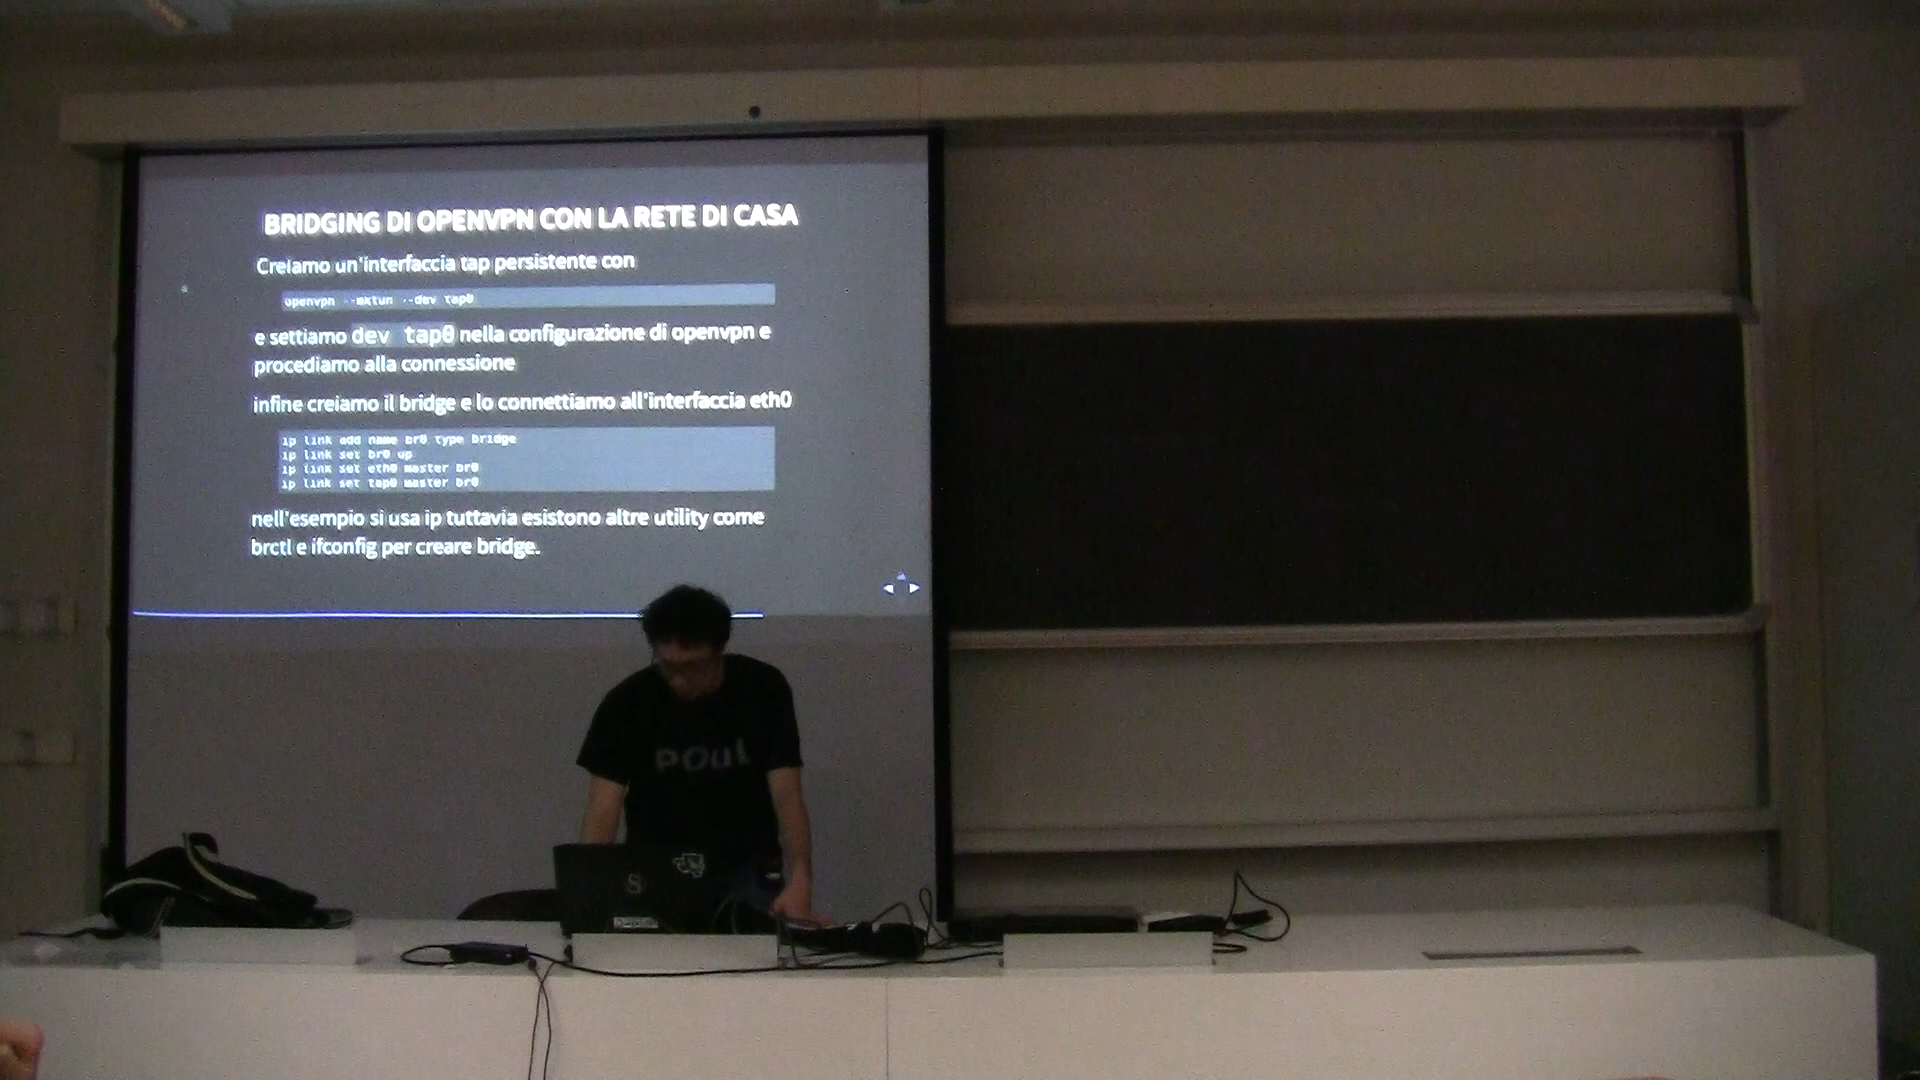 BRIDGING DI OPENVPN CON LA RETE DI CASA
Creiamo un'interfaccia tap persistente con
openvpn --mktun --dev tap0
e settiamo dev tap0 nella configurazione di openvpn e
procediamo alla connessione
infine creiamo il bridge e lo connettiamo all'interfaccia eth0
ip link add name br0 type bridge
ip link set br0 up
ip link set eth0 master br0
ip link set tap0 master br0
nell'esempio si usa ip tuttavia esistono altre utility come
brctl e ifconfig per creare bridge.
POul
S